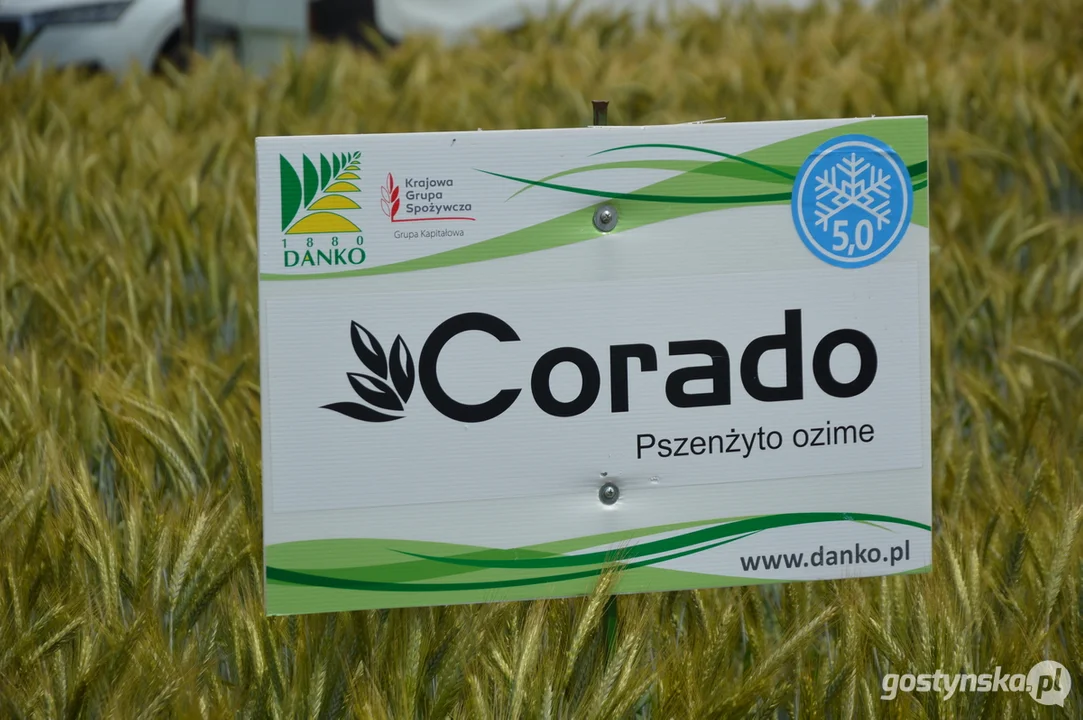 1880
DANKO
Krajowa
Grupa
Spożywcza
Grupa Kapitałowa
5,0
Corado
Pszenżyto ozime
www.danko.pl
gostynska.pl